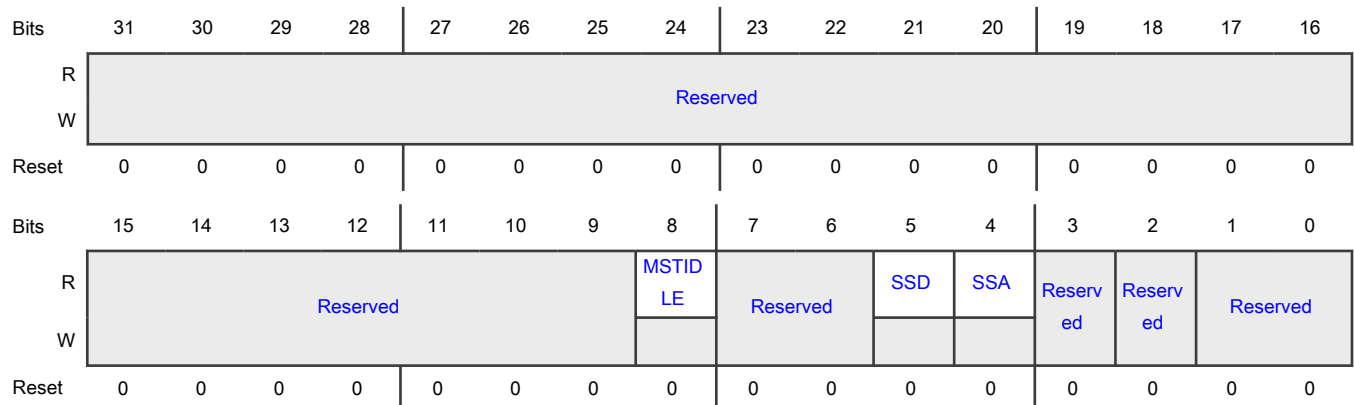 Bits 31 30 29 28 27 26 25 24 23 22 21 20 19 18 17 16
R
Reserved
W
Reset 0 0 0 0 0 0 0 0 0 0 0 0 0 0 0 0
Bits 15 14 13 12 11 10 9 8 7 6 5 4 3 2 1 0
R Reserved MSTID
LE Reserved SSD SSA Reserv
ed Reserv
ed Reserved
W
Reset 0 0 0 0 0 0 0 0 0 0 0 0 0 0 0 0